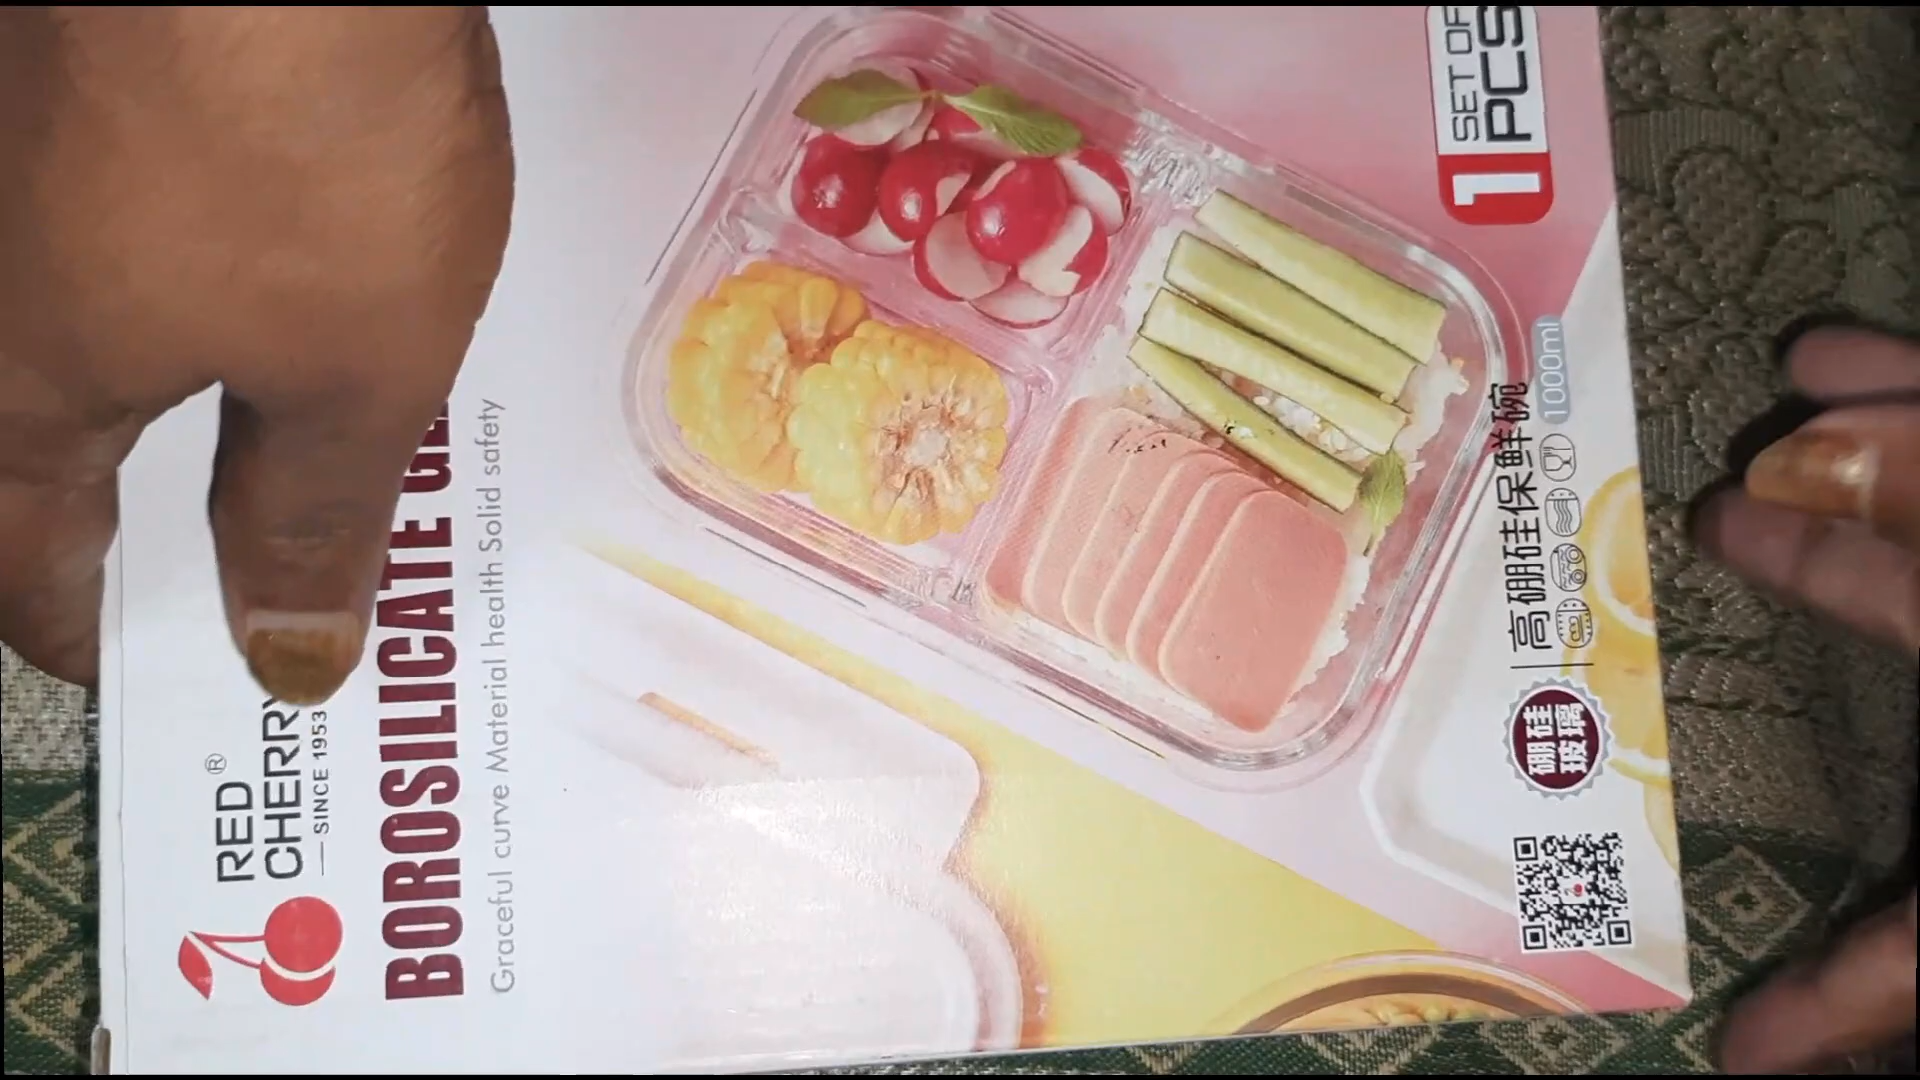 RED®
CHERRY
— SINCE 1953
BOROSILICATE
Graceful curve Material health Solid safety
SET OF
1 PCS
高硼硅保鲜碗
1000ml
硼硅
玻璃